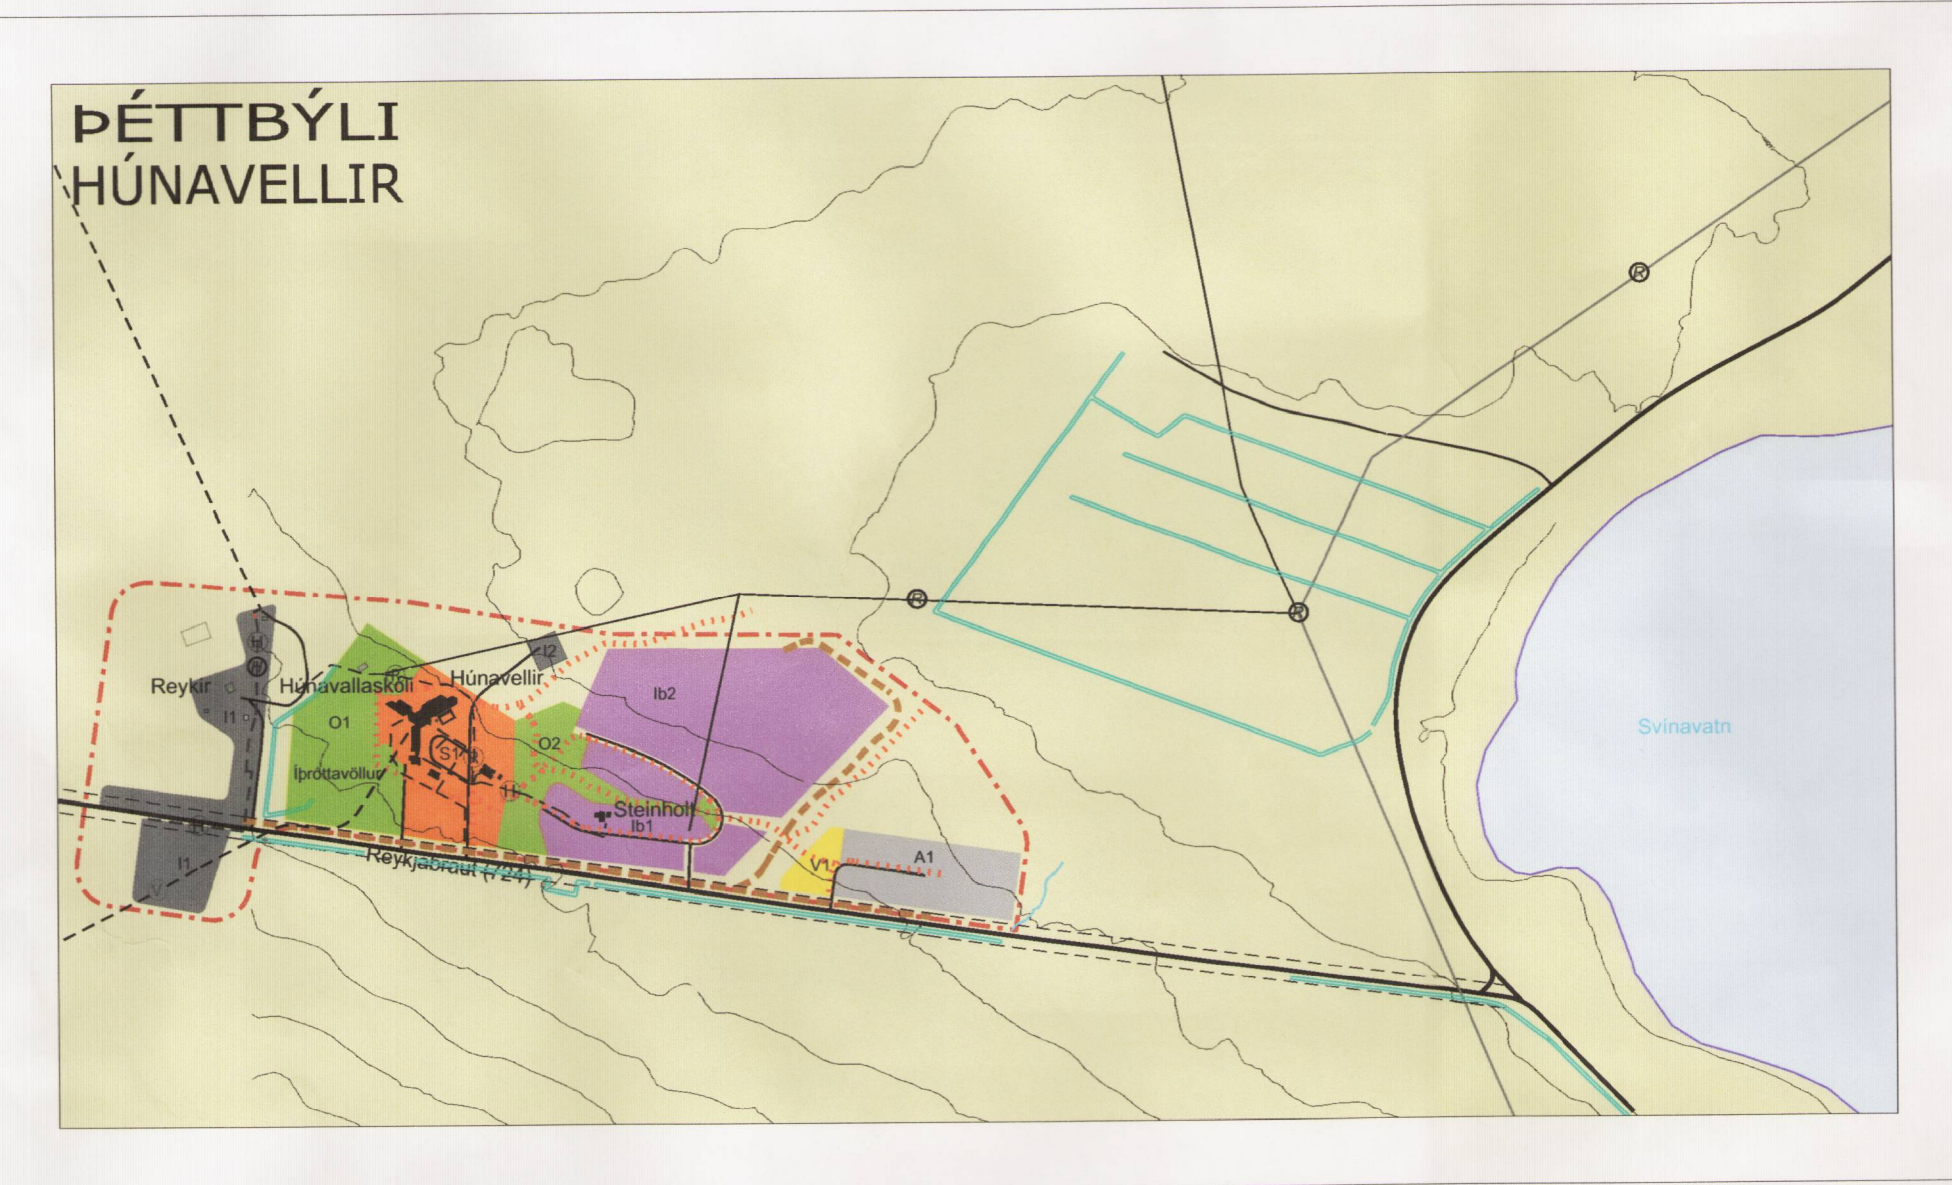 ÞÉTTBÝLI
HÚNAVELLIR
R
R
R
H
Reykir
Húnavallaskóli
Húnavellir
I2
Ib2
I1
O1
O2
S1
Svínavatn
Íþróttavöllur
H
Steinholt
Ib1
I1
V1
A1
Reykjabraut (724)
V